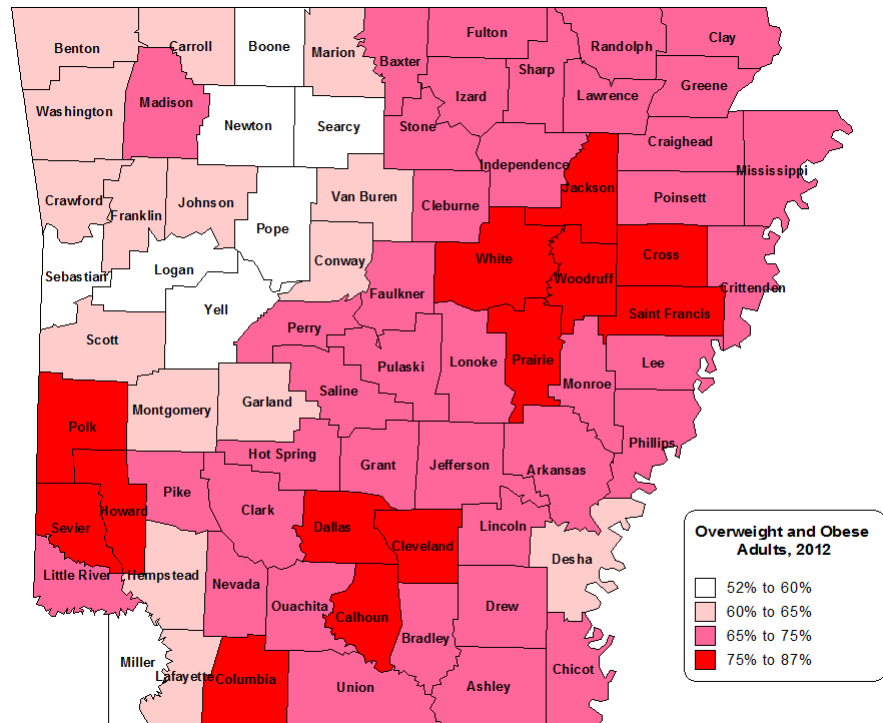 Benton
Carroll
Boone
Marion
Baxter
Fulton
Randolph
Clay
Sharp
Izard
Lawrence
Greene
Washington
Madison
Newton
Searcy
Stone
Independence
Craighead
Mississippi
Jackson
Poinsett
Crawford
Franklin
Johnson
Pope
Van Buren
Cleburne
Sebastian
Logan
Conway
White
Woodruff
Cross
Crittenden
Yell
Faulkner
Saint Francis
Scott
Perry
Pulaski
Lonoke
Prairie
Lee
Monroe
Saline
Polk
Montgomery
Garland
Phillips
Hot Spring
Grant
Jefferson
Arkansas
Pike
Clark
Howard
Sevier
Dallas
Cleveland
Lincoln
Desha
Little River
Hempstead
Nevada
Ouachita
Calhoun
Bradley
Drew
Miller
Lafayette
Columbia
Union
Ashley
Chicot
Overweight and Obese
Adults, 2012
52% to 60%
60% to 65%
65% to 75%
75% to 87%